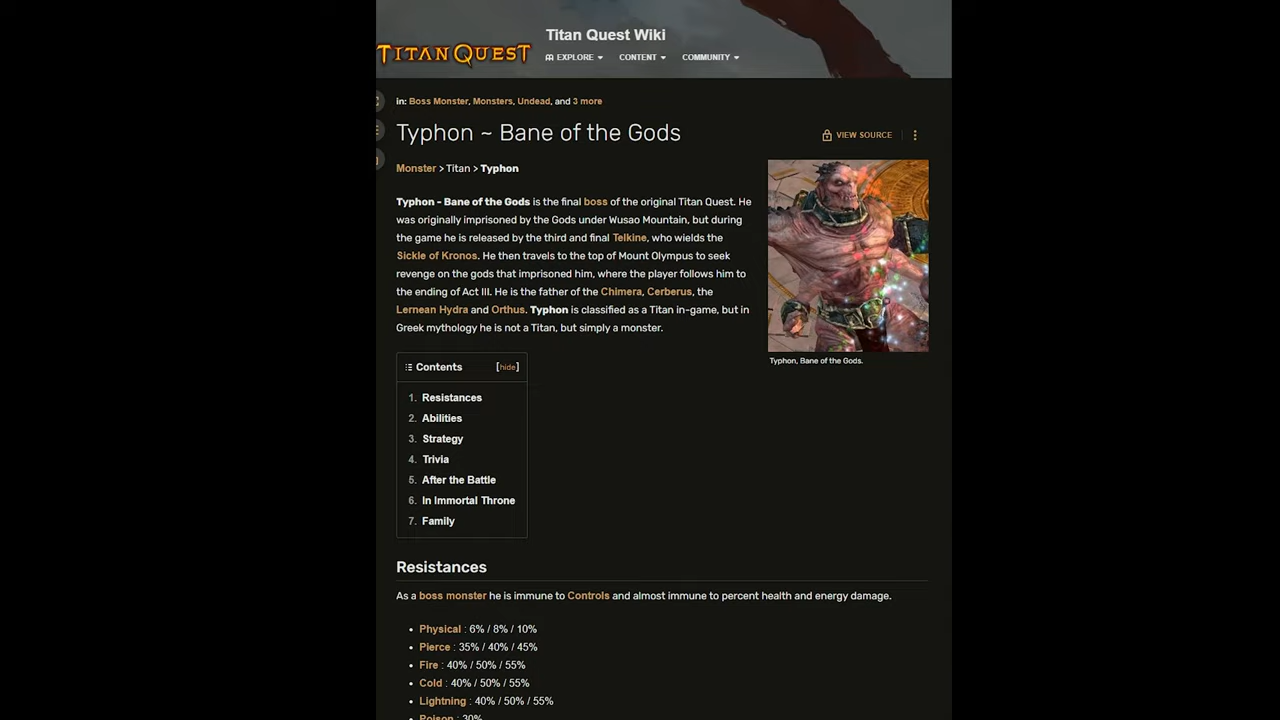 Titan Quest Wiki
TITAN QUEST
EXPLORE CONTENT COMMUNITY
in: Boss Monster, Monsters, Undead, and 3 more
Typhon ~ Bane of the Gods
VIEW SOURCE
Monster > Titan > Typhon
Typhon - Bane of the Gods is the final boss of the original Titan Quest. He
was originally imprisoned by the Gods under Wusao Mountain, but during
the game he is released by the third and final Telkine, who wields the
Sickle of Kronos. He then travels to the top of Mount Olympus to seek
revenge on the gods that imprisoned him, where the player follows him to
the ending of Act III. He is the father of the Chimera, Cerberus, the
Lernean Hydra and Orthus. Typhon is classified as a Titan in-game, but in
Greek mythology he is not a Titan, but simply a monster.
Typhon, Bane of the Gods.
Contents [hide]
1. Resistances
2. Abilities
3. Strategy
4. Trivia
5. After the Battle
6. In Immortal Throne
7. Family
Resistances
As a boss monster he is immune to Controls and almost immune to percent health and energy damage.
• Physical : 6% / 8% / 10%
• Pierce : 35% / 40% / 45%
• Fire : 40% / 50% / 55%
• Cold : 40% / 50% / 55%
• Lightning : 40% / 50% / 55%
• Poison : 30%